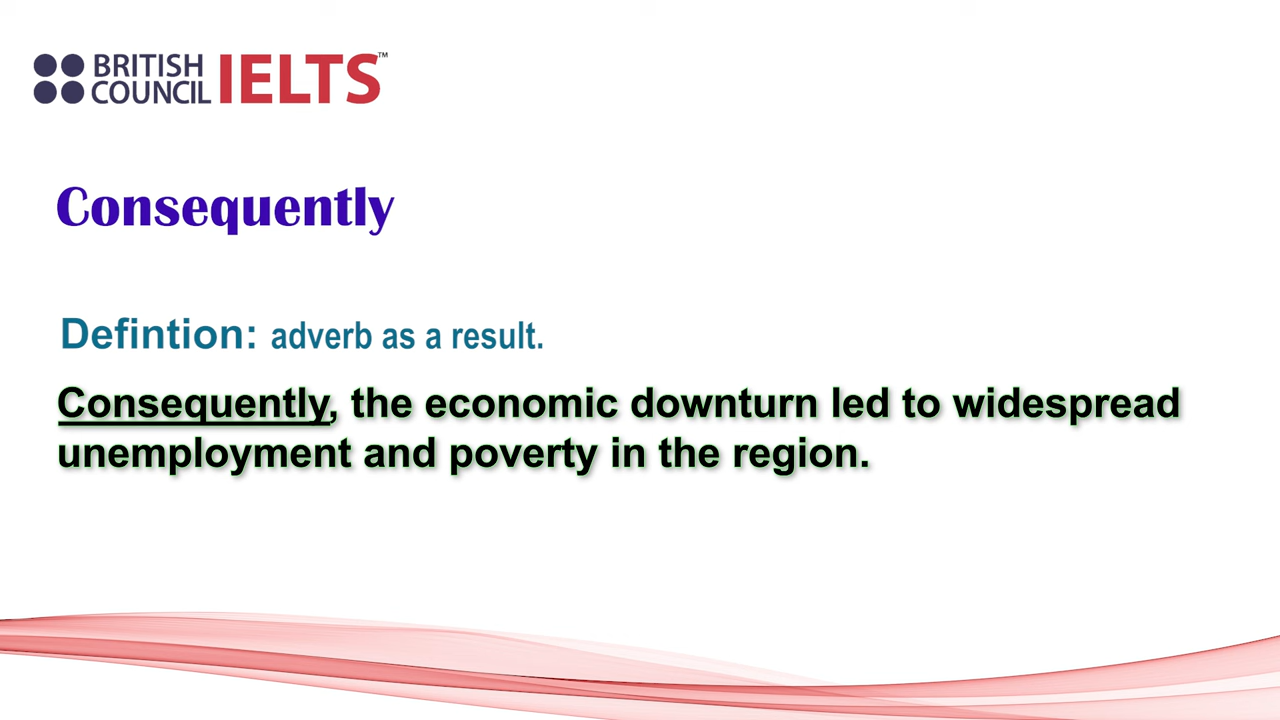 BRITISH COUNCIL IELTS™
Consequently
Defintion: adverb as a result.
Consequently, the economic downturn led to widespread
unemployment and poverty in the region.